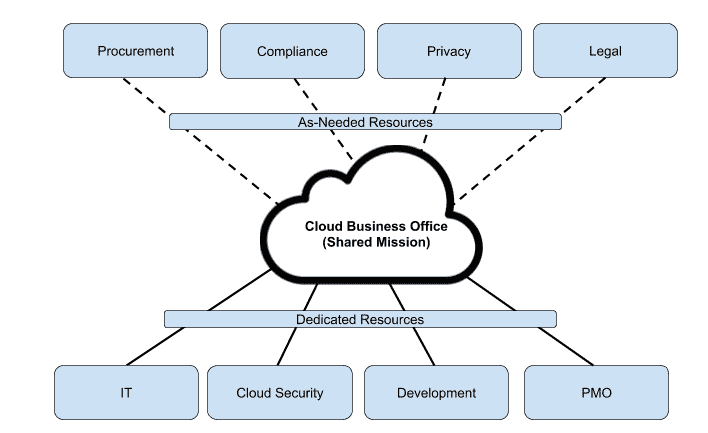 Procurement
Compliance
Privacy
Legal
As-Needed Resources
Cloud Business Office
(Shared Mission)
Dedicated Resources
IT
Cloud Security
Development
PMO